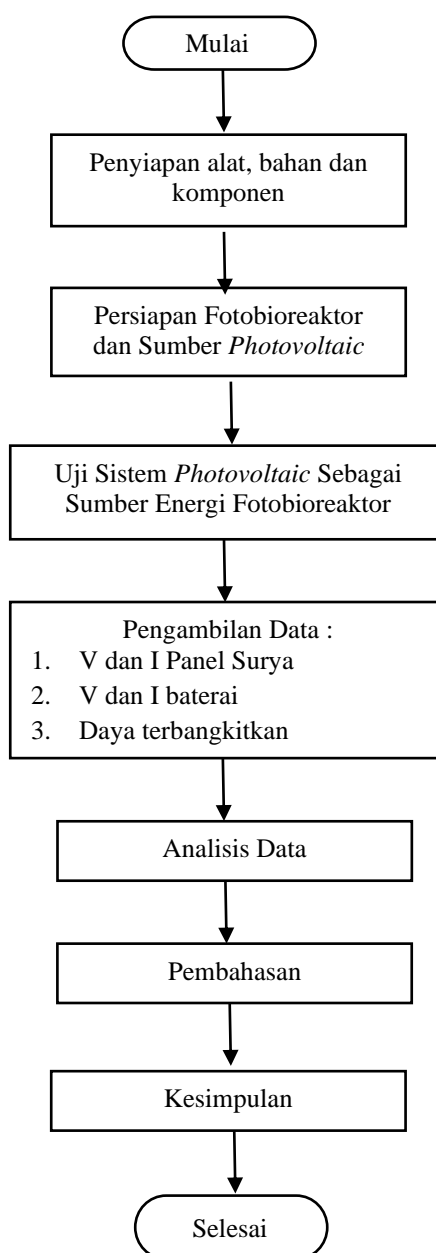 Mulai
Penyiapan alat, bahan dan
komponen
Persiapan Fotobioreaktor
dan Sumber Photovoltaic
Uji Sistem Photovoltaic Sebagai
Sumber Energi Fotobioreaktor
Pengambilan Data :
1. V dan I Panel Surya
2. V dan I baterai
3. Daya terbangkitkan
Analisis Data
Pembahasan
Kesimpulan
Selesai